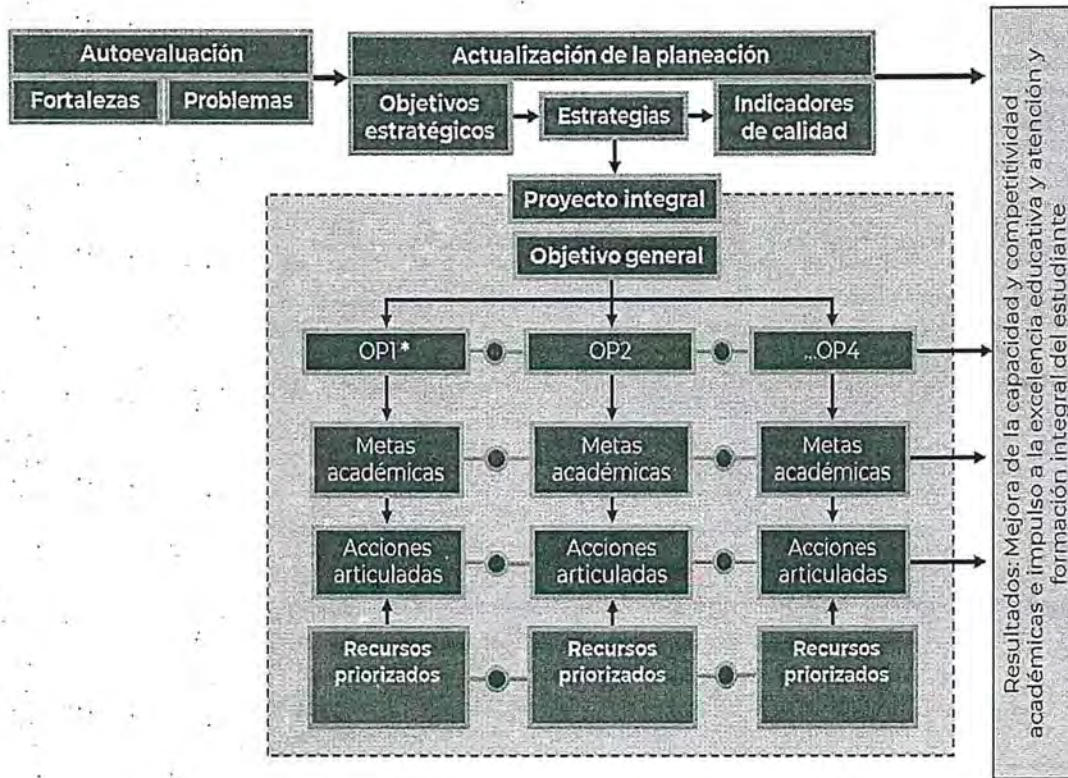 Autoevaluación
Fortalezas
Problemas
Actualización de la planeación
Objetivos
estratégicos
Estrategias
Indicadores
de calidad
Proyecto integral
Objetivo general
OP1*
OP2
...OP4
Metas
académicas
Metas
académicas
Metas
académicas
Acciones
articuladas
Acciones
articuladas
Acciones
articuladas
Recursos
priorizados
Recursos
priorizados
Recursos
priorizados
Resultados: Mejora de la capacidad y competitividad
académicas e impulso a la excelencia educativa y atención y
formación integral del estudiante